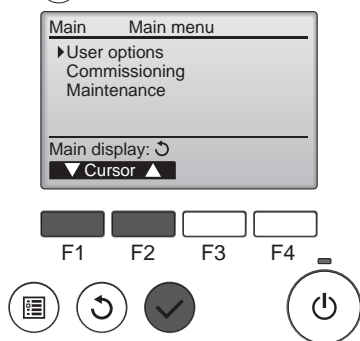 Main Main menu
User options
Commissioning
Maintenance
Main display:
Cursor
F1 F2 F3 F4